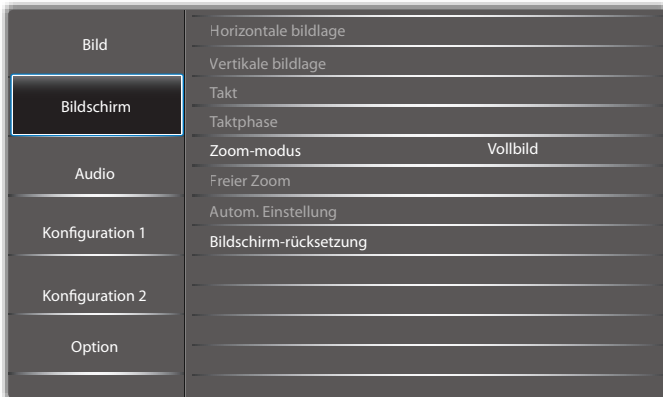 Bild
Bildschirm
Audio
Konfiguration 1
Konfiguration 2
Option
Horizontale bildlage
Vertikale bildlage
Takt
Taktphase
Zoom-modus Vollbild
Freier Zoom
Autom. Einstellung
Bildschirm-rücksetzung